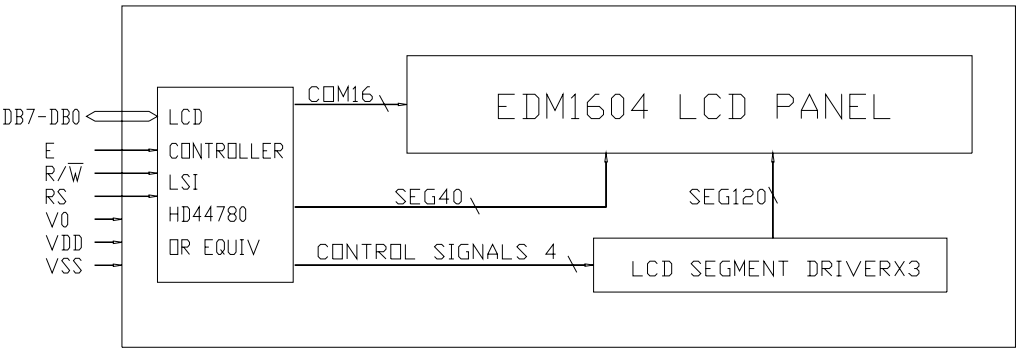 COM16
EDM1604 LCD PANEL
DB7-DB0
LCD
E
CONTROLLER
R/W̅
LSI
RS
SEG40
SEG120
HD44780
V0
VDD
OR EQUIV
CONTROL SIGNALS 4
VSS
LCD SEGMENT DRIVERX3